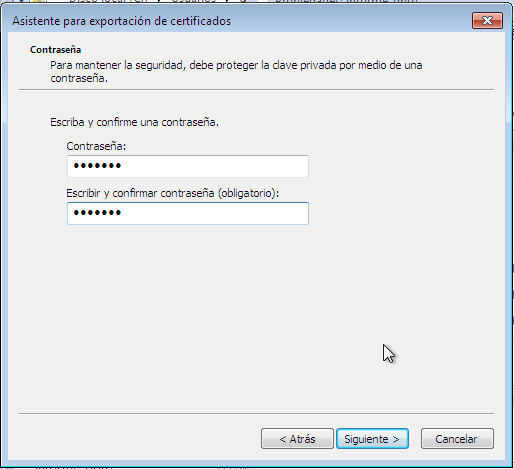 Asistente para exportación de certificados
Contraseña
Para mantener la seguridad, debe proteger la clave privada por medio de una
contraseña.
Escriba y confirme una contraseña.
Contraseña:
•••••••
Escribir y confirmar contraseña (obligatorio):
•••••••
< Atrás
Siguiente >
Cancelar